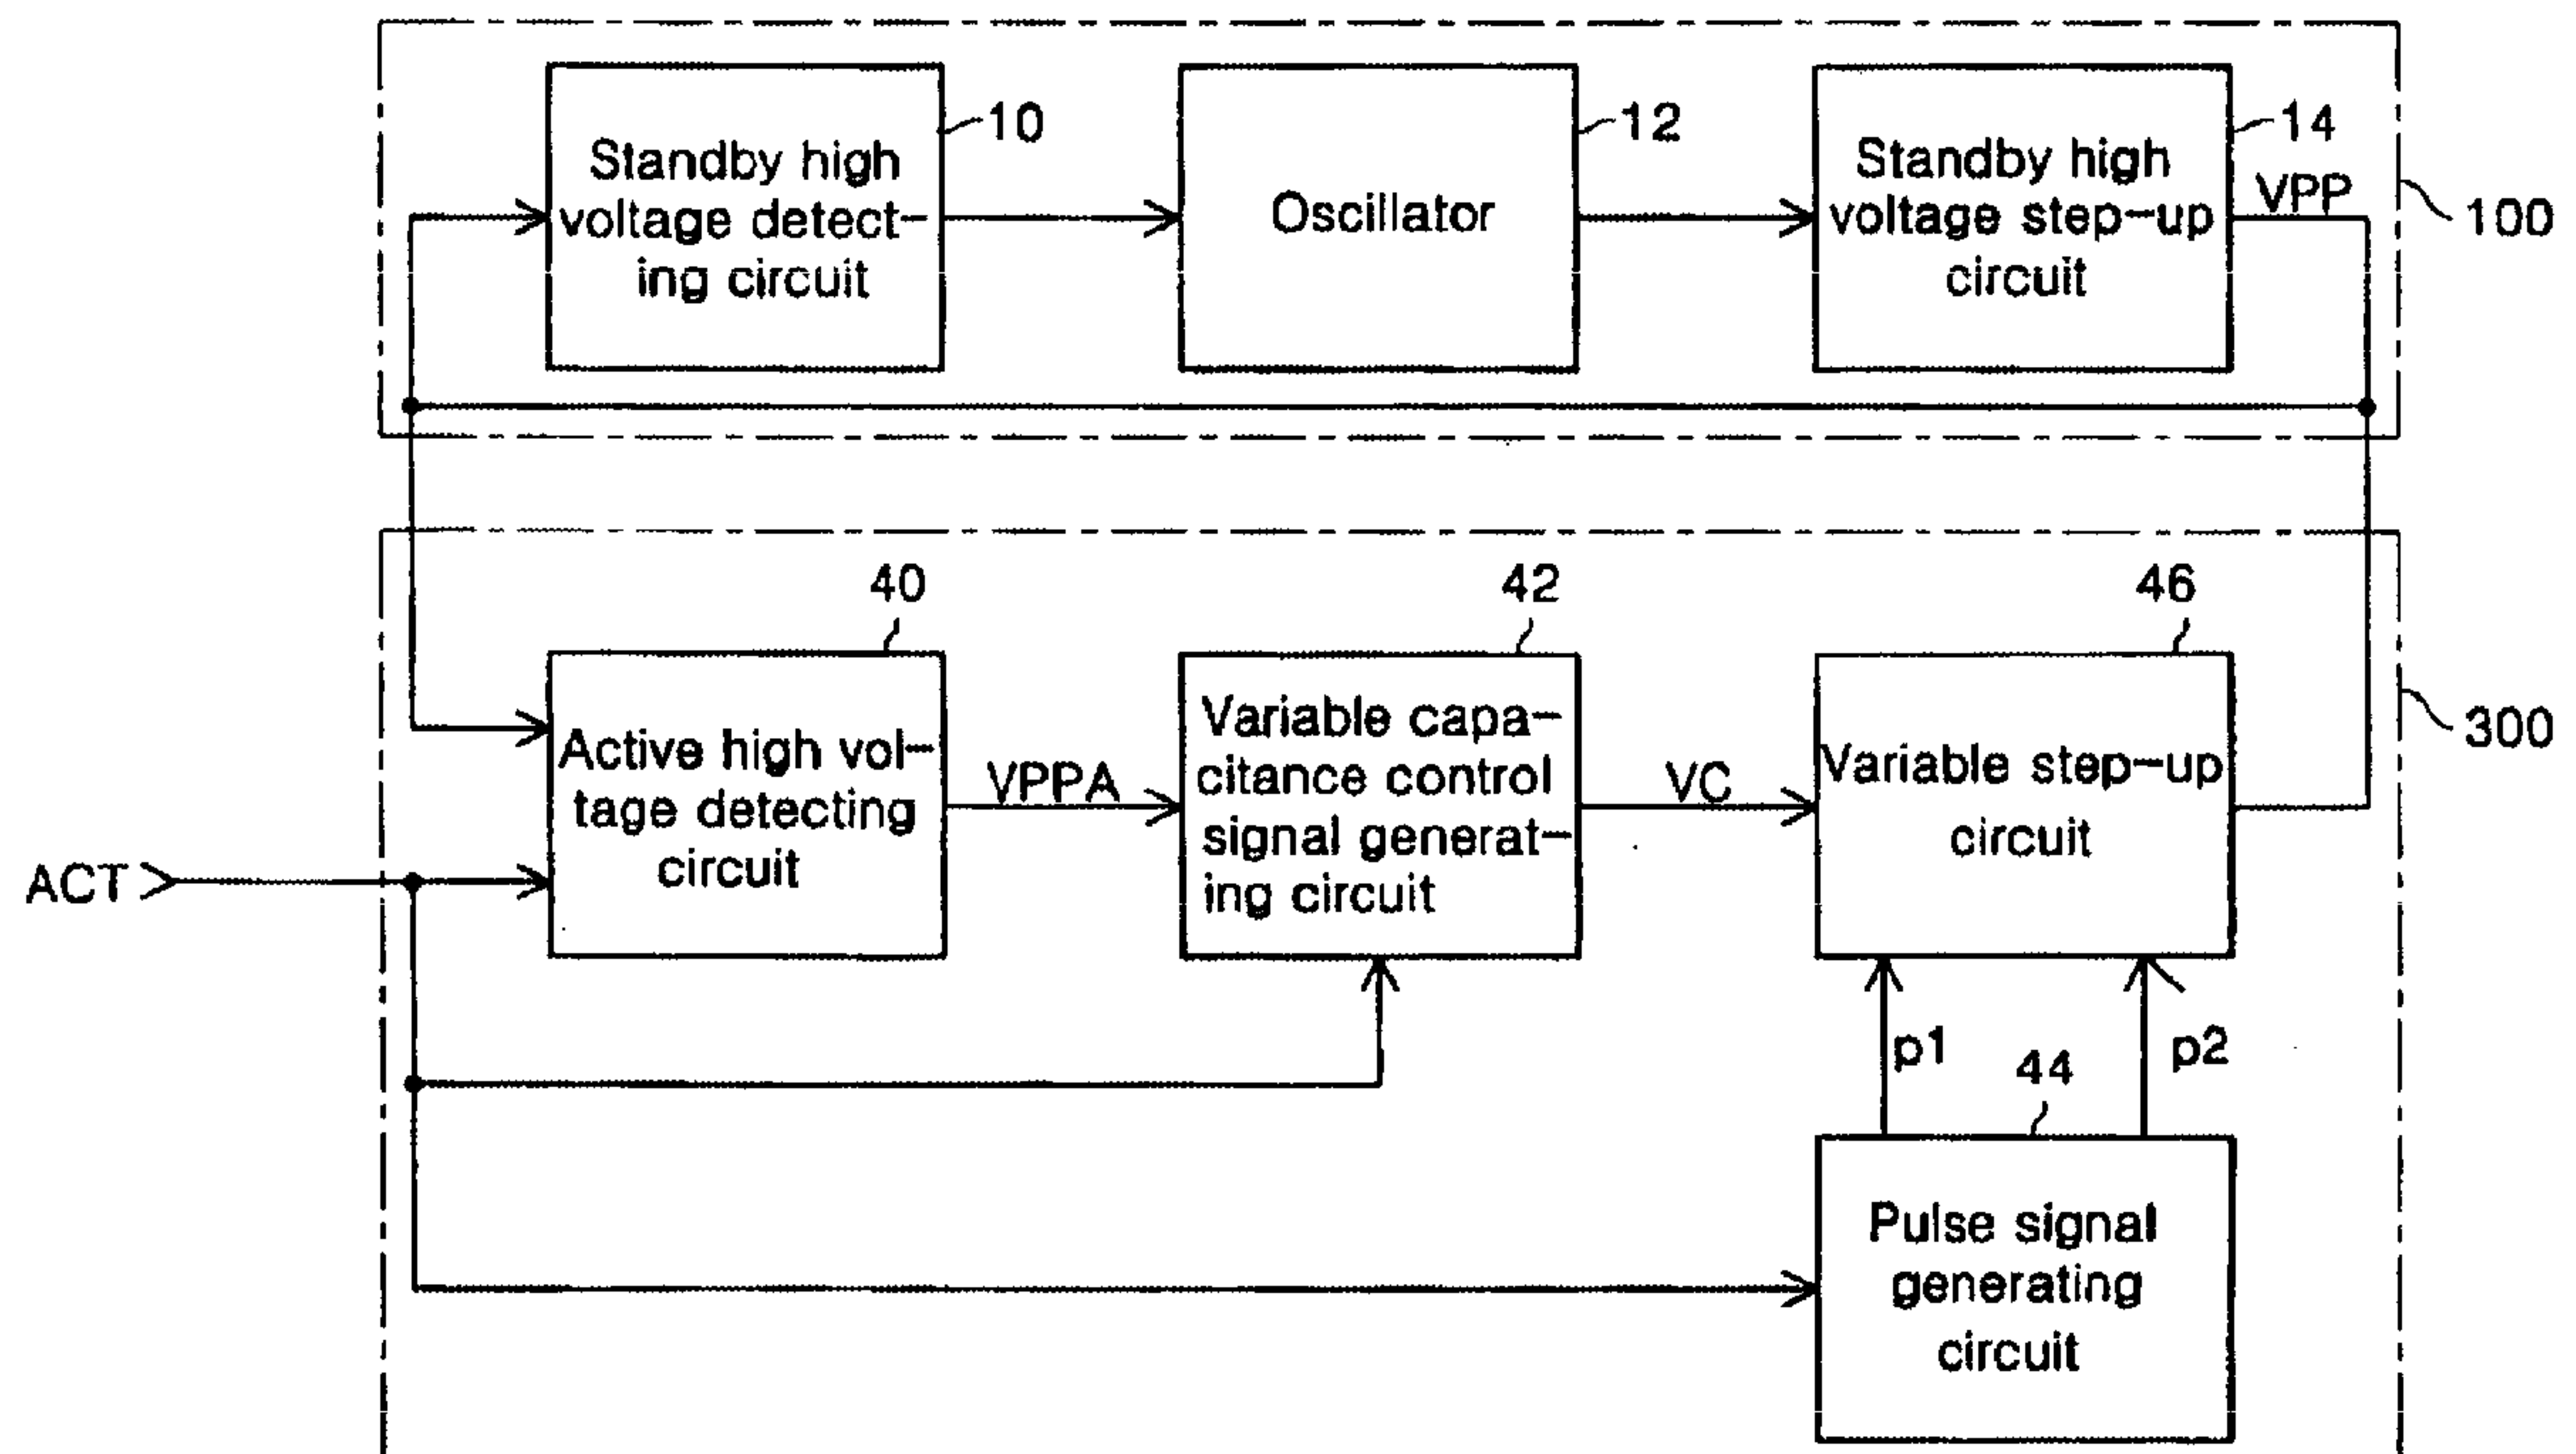 10
Standby high
voltage detect-
ing circuit
12
Oscillator
14
Standby high
voltage step-up
circuit
VPP
100
40
Active high vol-
tage detecting
circuit
VPPA
42
Variable capa-
citance control
signal generat-
ing circuit
VC
46
Variable step-up
circuit
300
ACT
p1
p2
44
Pulse signal
generating
circuit